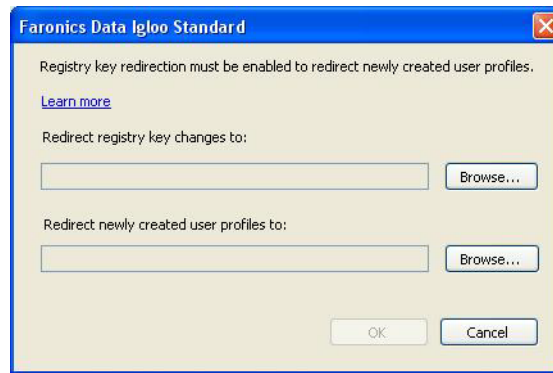 Faronics Data Igloo Standard
Registry key redirection must be enabled to redirect newly created user profiles.
Learn more
Redirect registry key changes to:
Browse...
Redirect newly created user profiles to:
Browse...
OK Cancel